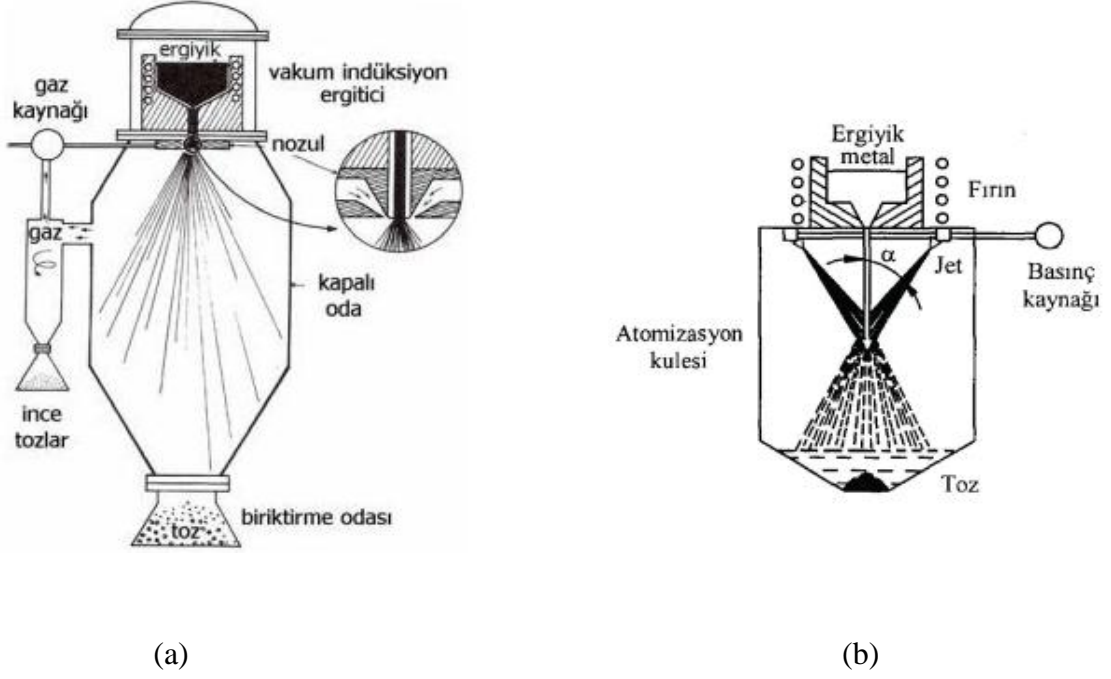 ergiyik
vakum indüksiyon
ergitici
gaz
kaynağı
nozul
gaz
kapalı
oda
ince
tozlar
biriktirme odası
toz
(a)
Ergiyik
metal
Fırın
α
Jet
Basınç
kaynağı
Atomizasyon
kulesi
Toz
(b)